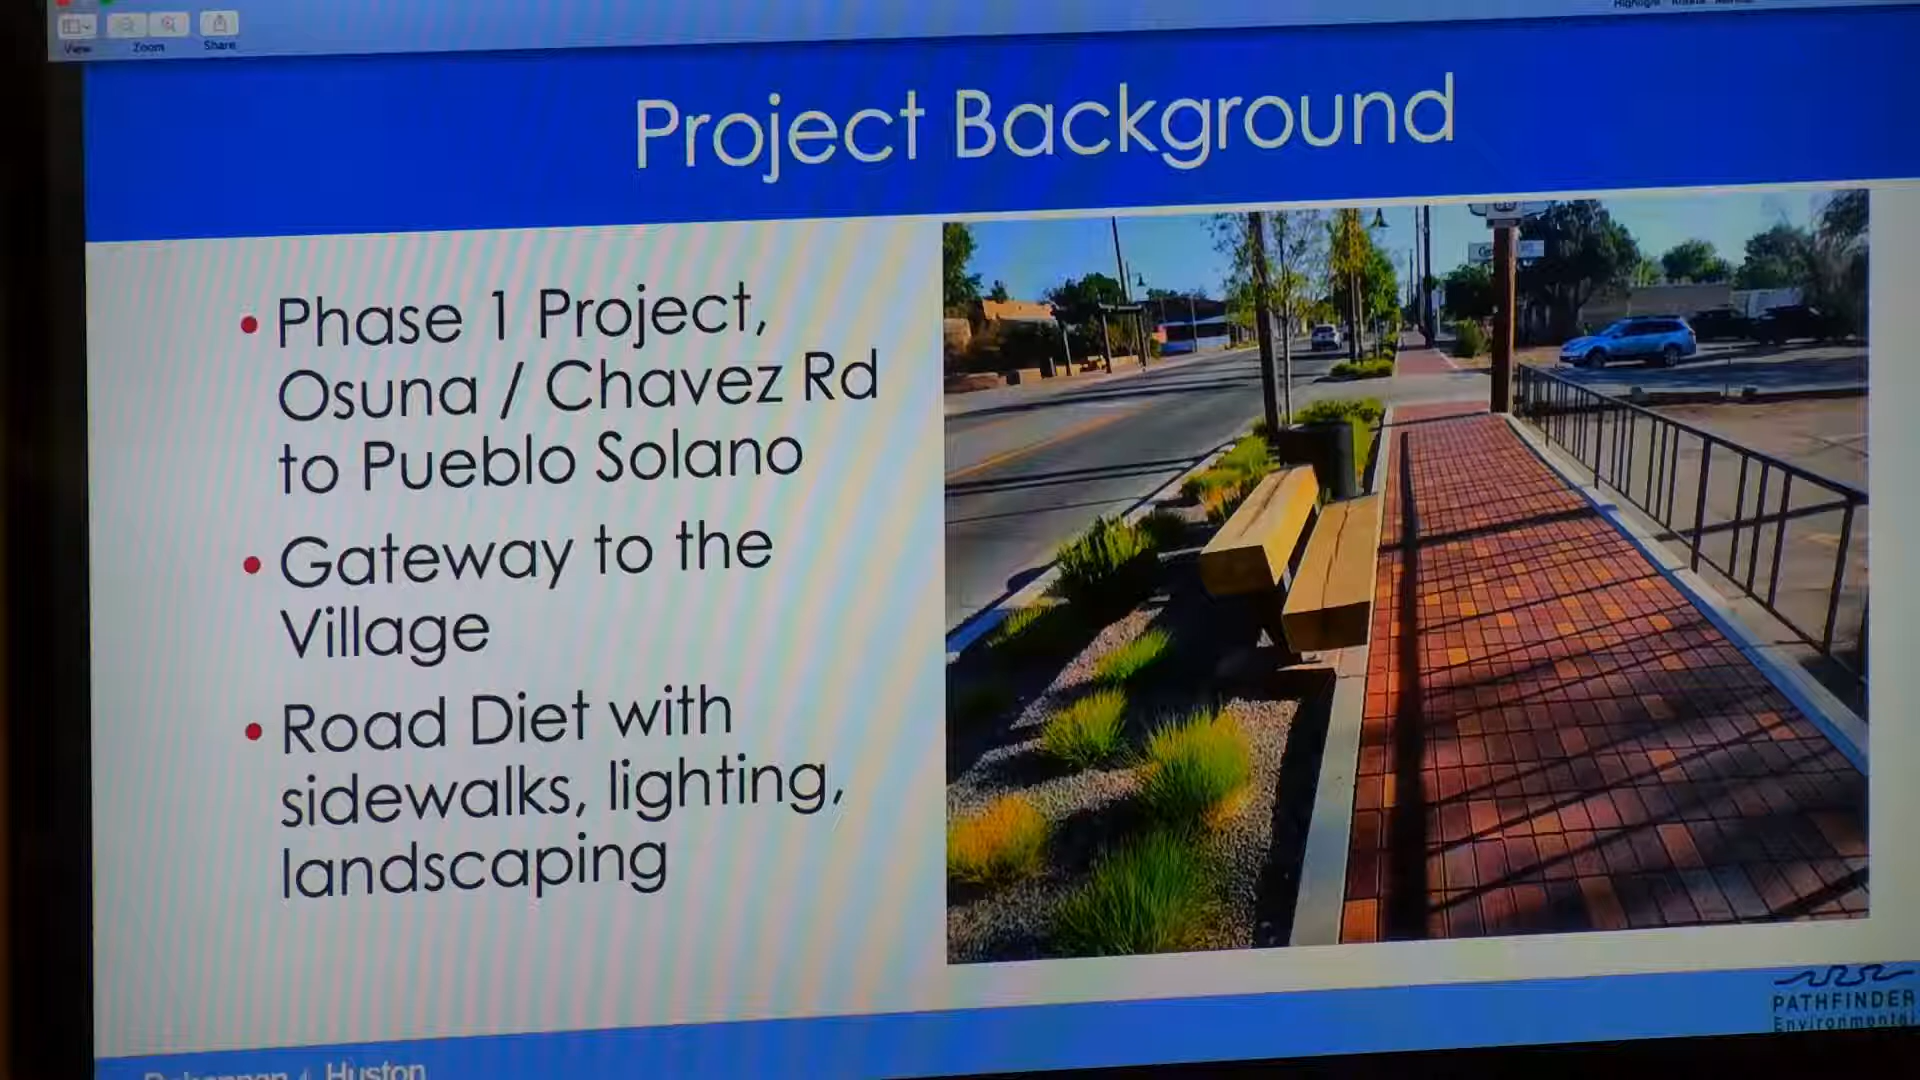 View
Zoom
Share
Project Background
• Phase 1 Project,
Osuna / Chavez Rd
to Pueblo Solano
• Gateway to the
Village
• Road Diet with
sidewalks, lighting,
landscaping
PATHFINDER
Environmental
Huston